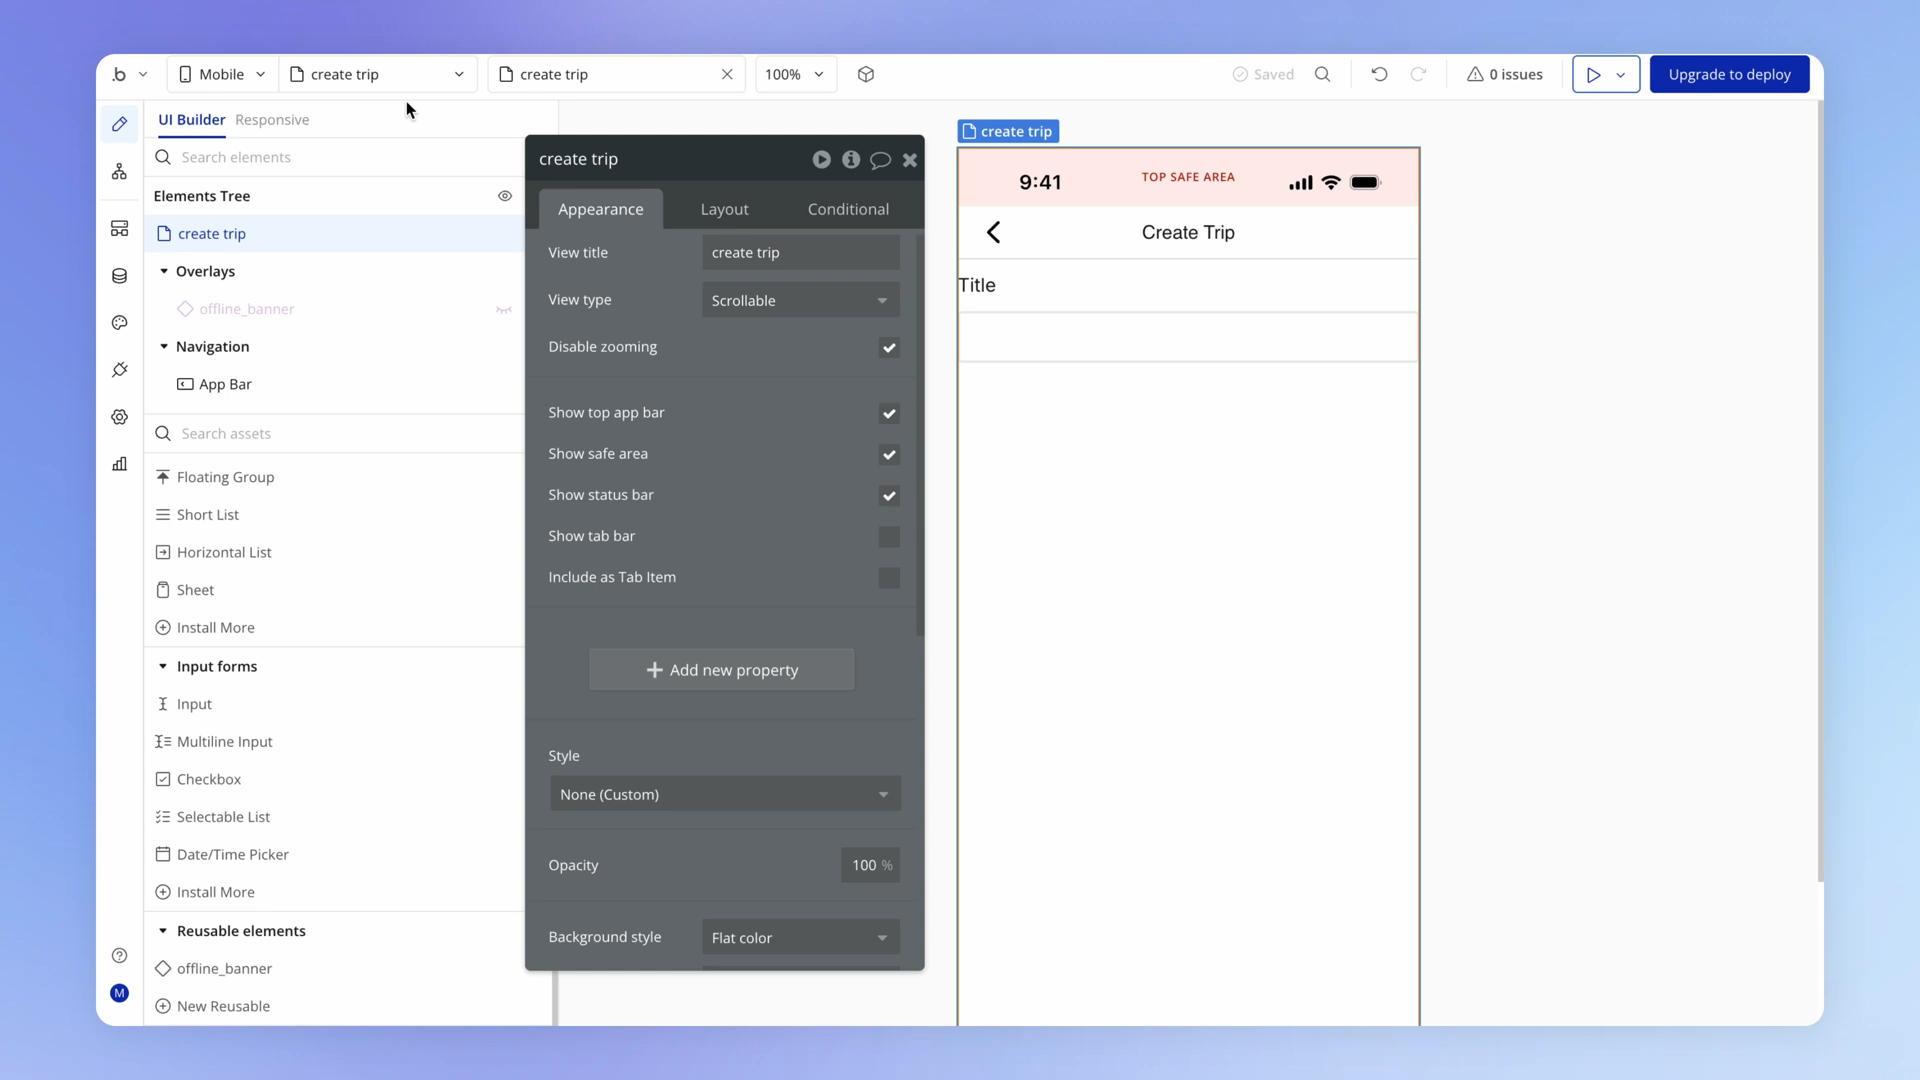 .b
Mobile
create trip
create trip
100%
Saved
0 issues
Upgrade to deploy
UI Builder
Responsive
Search elements
Elements Tree
create trip
Overlays
offline_banner
Navigation
App Bar
Search assets
Floating Group
Short List
Horizontal List
Sheet
Install More
Input forms
Input
Multiline Input
Checkbox
Selectable List
Date/Time Picker
Install More
Reusable elements
offline_banner
New Reusable
M
create trip
Appearance
Layout
Conditional
View title
create trip
View type
Scrollable
Disable zooming
Show top app bar
Show safe area
Show status bar
Show tab bar
Include as Tab Item
Add new property
Style
None (Custom)
Opacity
100 %
Background style
Flat color
create trip
9:41
TOP SAFE AREA
Create Trip
Title